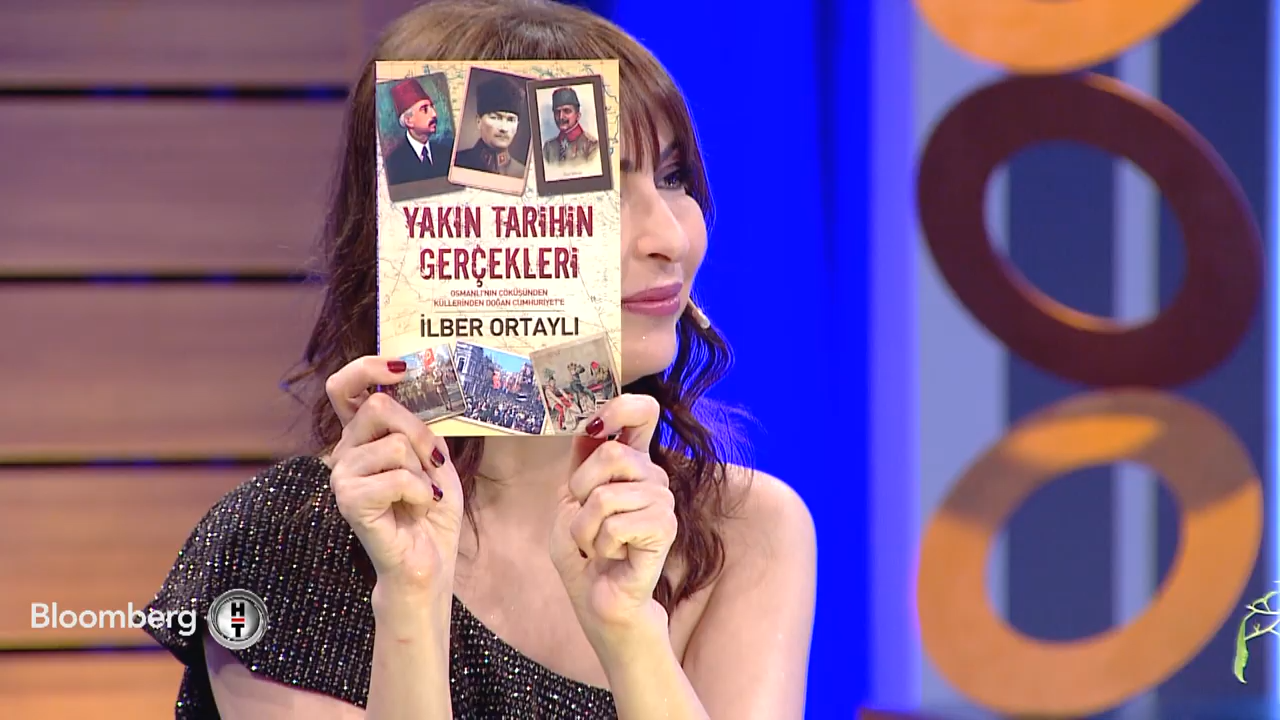 YAKIN TARİHİN
GERÇEKLERİ
OSMANLI'NIN ÇÖKÜŞÜNDEN
KÜLLERİNDEN DOĞAN CUMHURİYET'E
İLBER ORTAYLI
Bloomberg HT